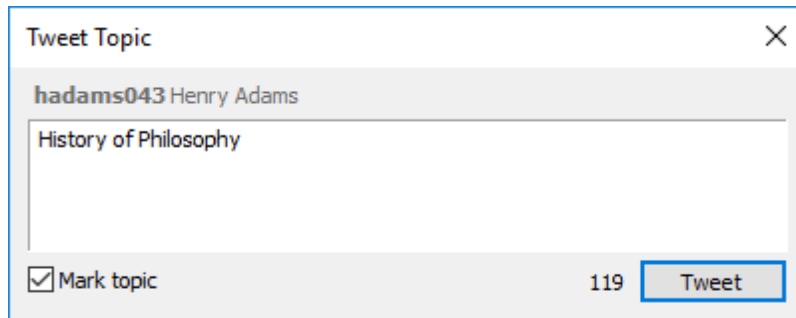 Tweet Topic
hadams043 Henry Adams
History of Philosophy
Mark topic 119 Tweet